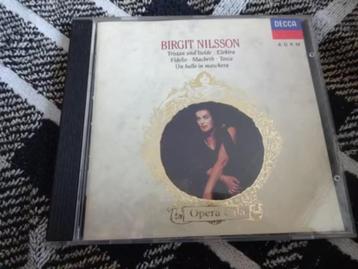 DECCA
ADRM
BIRGIT NILSSON
Tristan und Isolde · Elektra
Fidelio · Macbeth · Tosca
Un ballo in maschera
Opera Gala